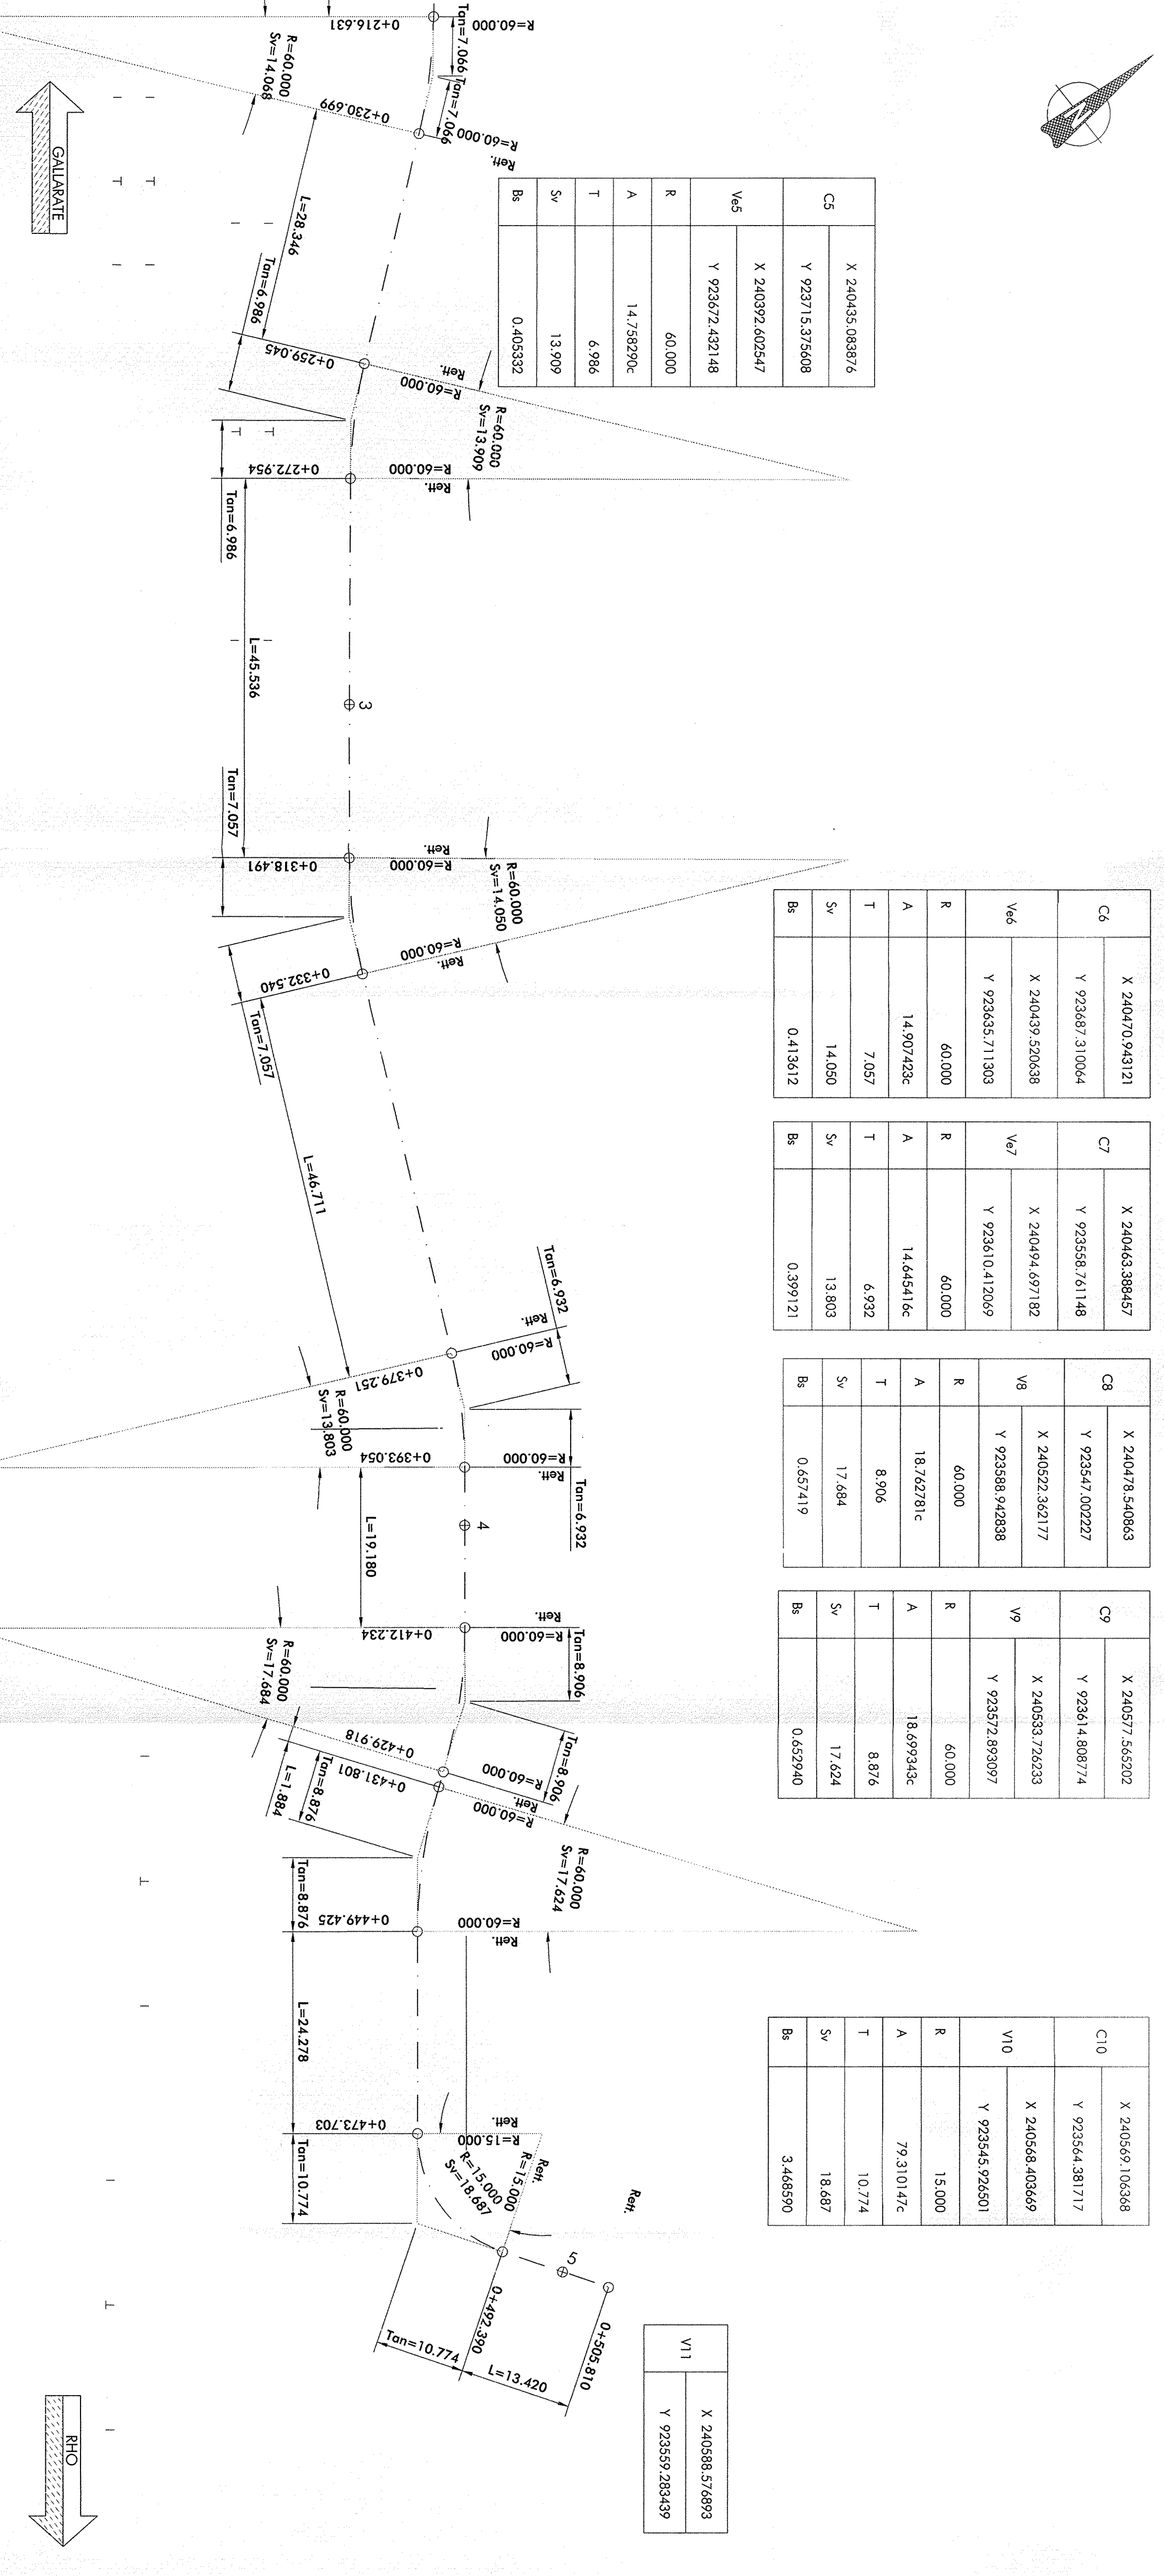 GALLARATE
R=60.000
0+216.631
Tan=7.066
Tan=7.066
R=60.000
Sv=14.068
0+230.699
R=60.000
Rett.
L=28.346
Tan=6.986
0+259.045
Rett.
R=60.000
R=60.000
Sv=13.909
0+272.954
R=60.000
Rett.
Tan=6.986
L=45.536
3
Tan=7.057
0+318.491
Rett.
R=60.000
R=60.000
Sv=14.050
0+332.540
R=60.000
Rett.
Tan=7.057
L=46.711
Tan=6.932
Rett.
R=60.000
0+379.251
R=60.000
Sv=13.803
0+393.054
R=60.000
Rett.
Tan=6.932
4
L=19.180
0+412.234
Rett.
R=60.000
Tan=8.906
R=60.000
Sv=17.684
0+429.918
R=60.000
Tan=8.906
0+431.801
Rett.
R=60.000
L=1.884
Tan=8.876
R=60.000
Sv=17.624
Tan=8.876
0+449.425
R=60.000
Rett.
L=24.278
0+473.703
Rett.
R=15.000
Tan=10.774
R=15.000
Sv=18.687
R=15.000
Rett.
Rett.
5
0+492.390
0+505.810
Tan=10.774
L=13.420
RHO
N
C5
X 240435.083876
Y 923715.375608
Ve5
X 240392.602547
Y 923672.432148
R 60.000
A 14.758290c
T 6.986
Sv 13.909
Bs 0.405332
C6
X 240470.943121
Y 923687.310064
Ve6
X 240439.520638
Y 923635.711303
R 60.000
A 14.907423c
T 7.057
Sv 14.050
Bs 0.413612
C7
X 240463.388457
Y 923558.761148
Ve7
X 240494.697182
Y 923610.412069
R 60.000
A 14.645416c
T 6.932
Sv 13.803
Bs 0.399121
C8
X 240478.540863
Y 923547.002227
V8
X 240522.362177
Y 923588.942838
R 60.000
A 18.762781c
T 8.906
Sv 17.684
Bs 0.657419
C9
X 240577.565202
Y 923614.808774
V9
X 240533.726233
Y 923572.893097
R 60.000
A 18.699343c
T 8.876
Sv 17.624
Bs 0.652940
C10
X 240569.106368
Y 923564.381717
V10
X 240568.403669
Y 923545.926501
R 15.000
A 79.310147c
T 10.774
Sv 18.687
Bs 3.468590
V11
X 240588.576893
Y 923559.283439